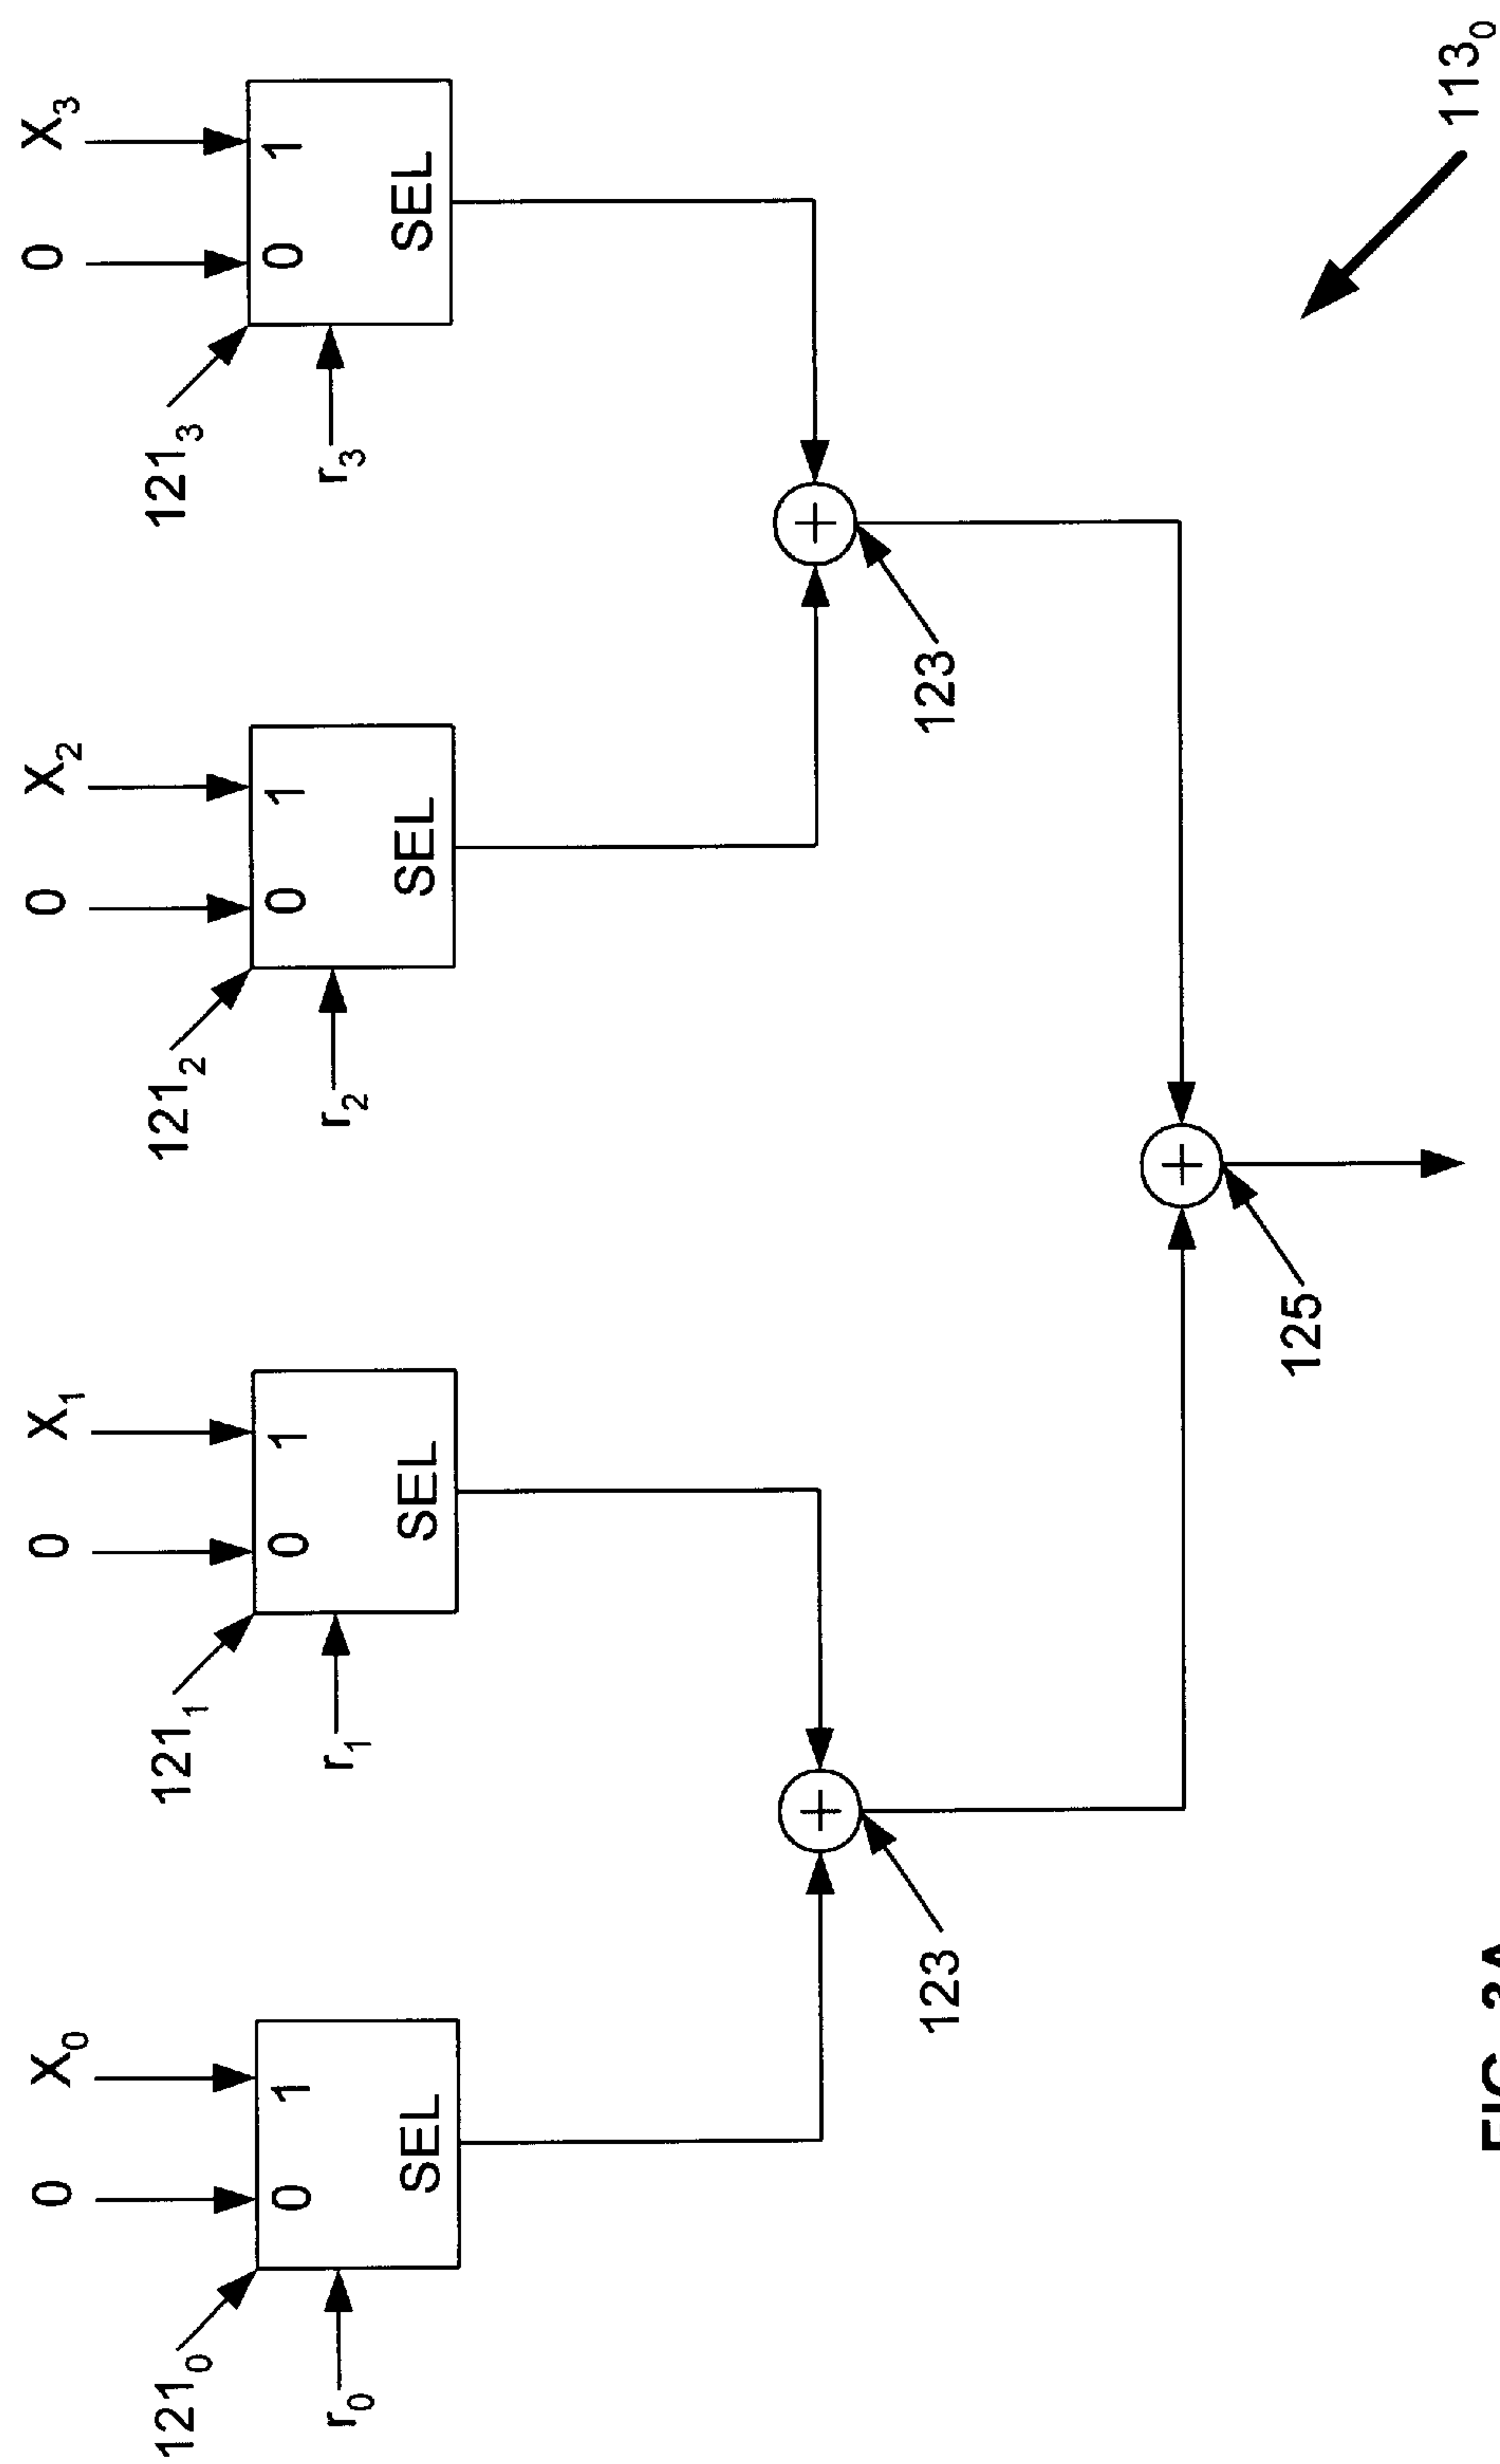 0 X₀ 0 X₁ 0 X₂ 0 X₃
121₀ 121₁ 121₂ 121₃
0 1 0 1 0 1 0 1
r₀ r₁ r₂ r₃
SEL SEL SEL SEL
123 123
125
113₀
FIG